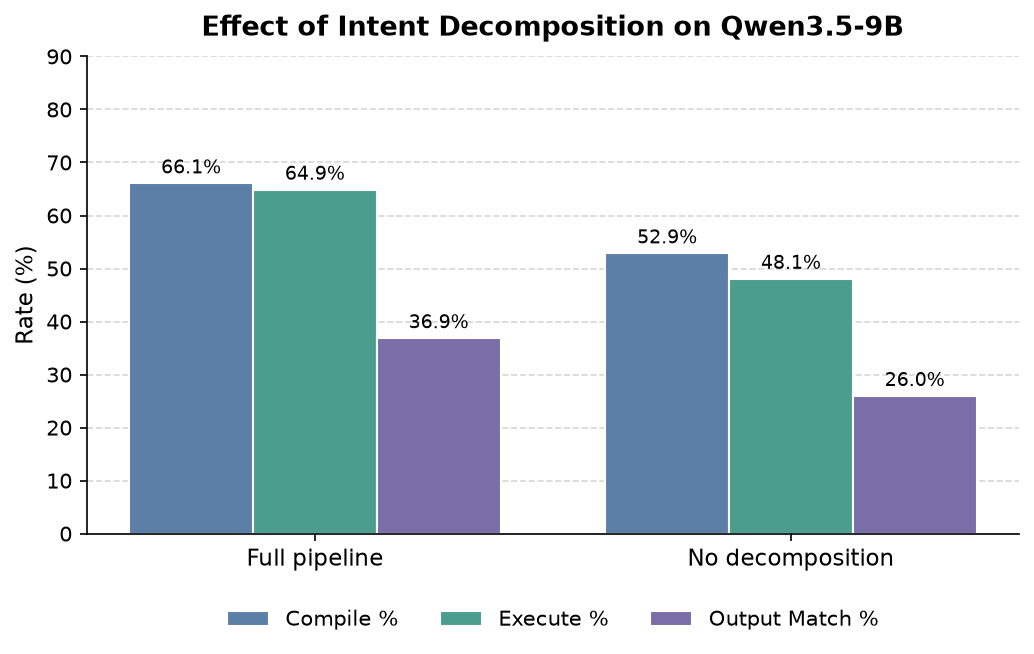 Effect of Intent Decomposition on Qwen3.5-9B
90
80
70
60
50
40
30
20
10
0
Rate (%)
66.1%
64.9%
36.9%
52.9%
48.1%
26.0%
Full pipeline
No decomposition
Compile %
Execute %
Output Match %